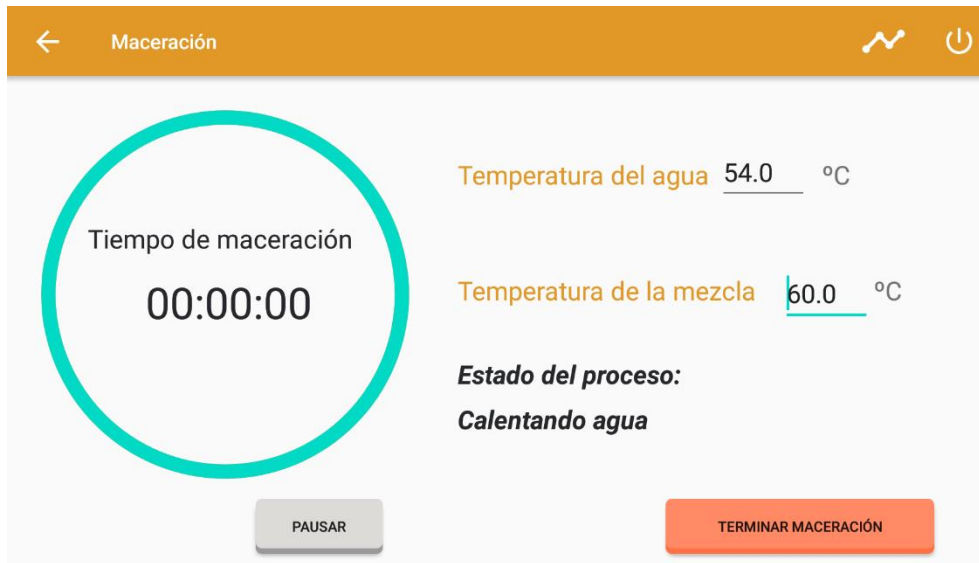 Maceración
Tiempo de maceración
00:00:00
Temperatura del agua 54.0 ºC
Temperatura de la mezcla 60.0 ºC
Estado del proceso:
Calentando agua
PAUSAR
TERMINAR MACERACIÓN